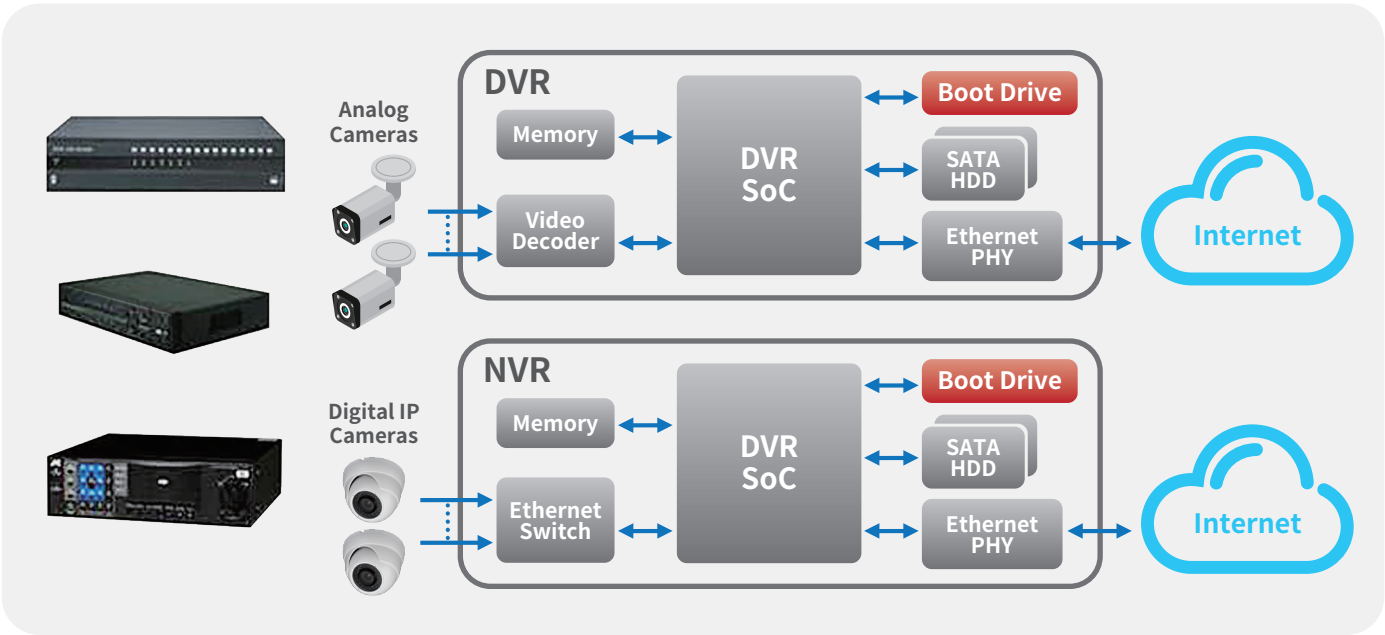 DVR
Analog
Cameras
Memory
Video
Decoder
DVR
SoC
Boot Drive
SATA
HDD
Ethernet
PHY
Internet
NVR
Digital IP
Cameras
Memory
Ethernet
Switch
DVR
SoC
Boot Drive
SATA
HDD
Ethernet
PHY
Internet